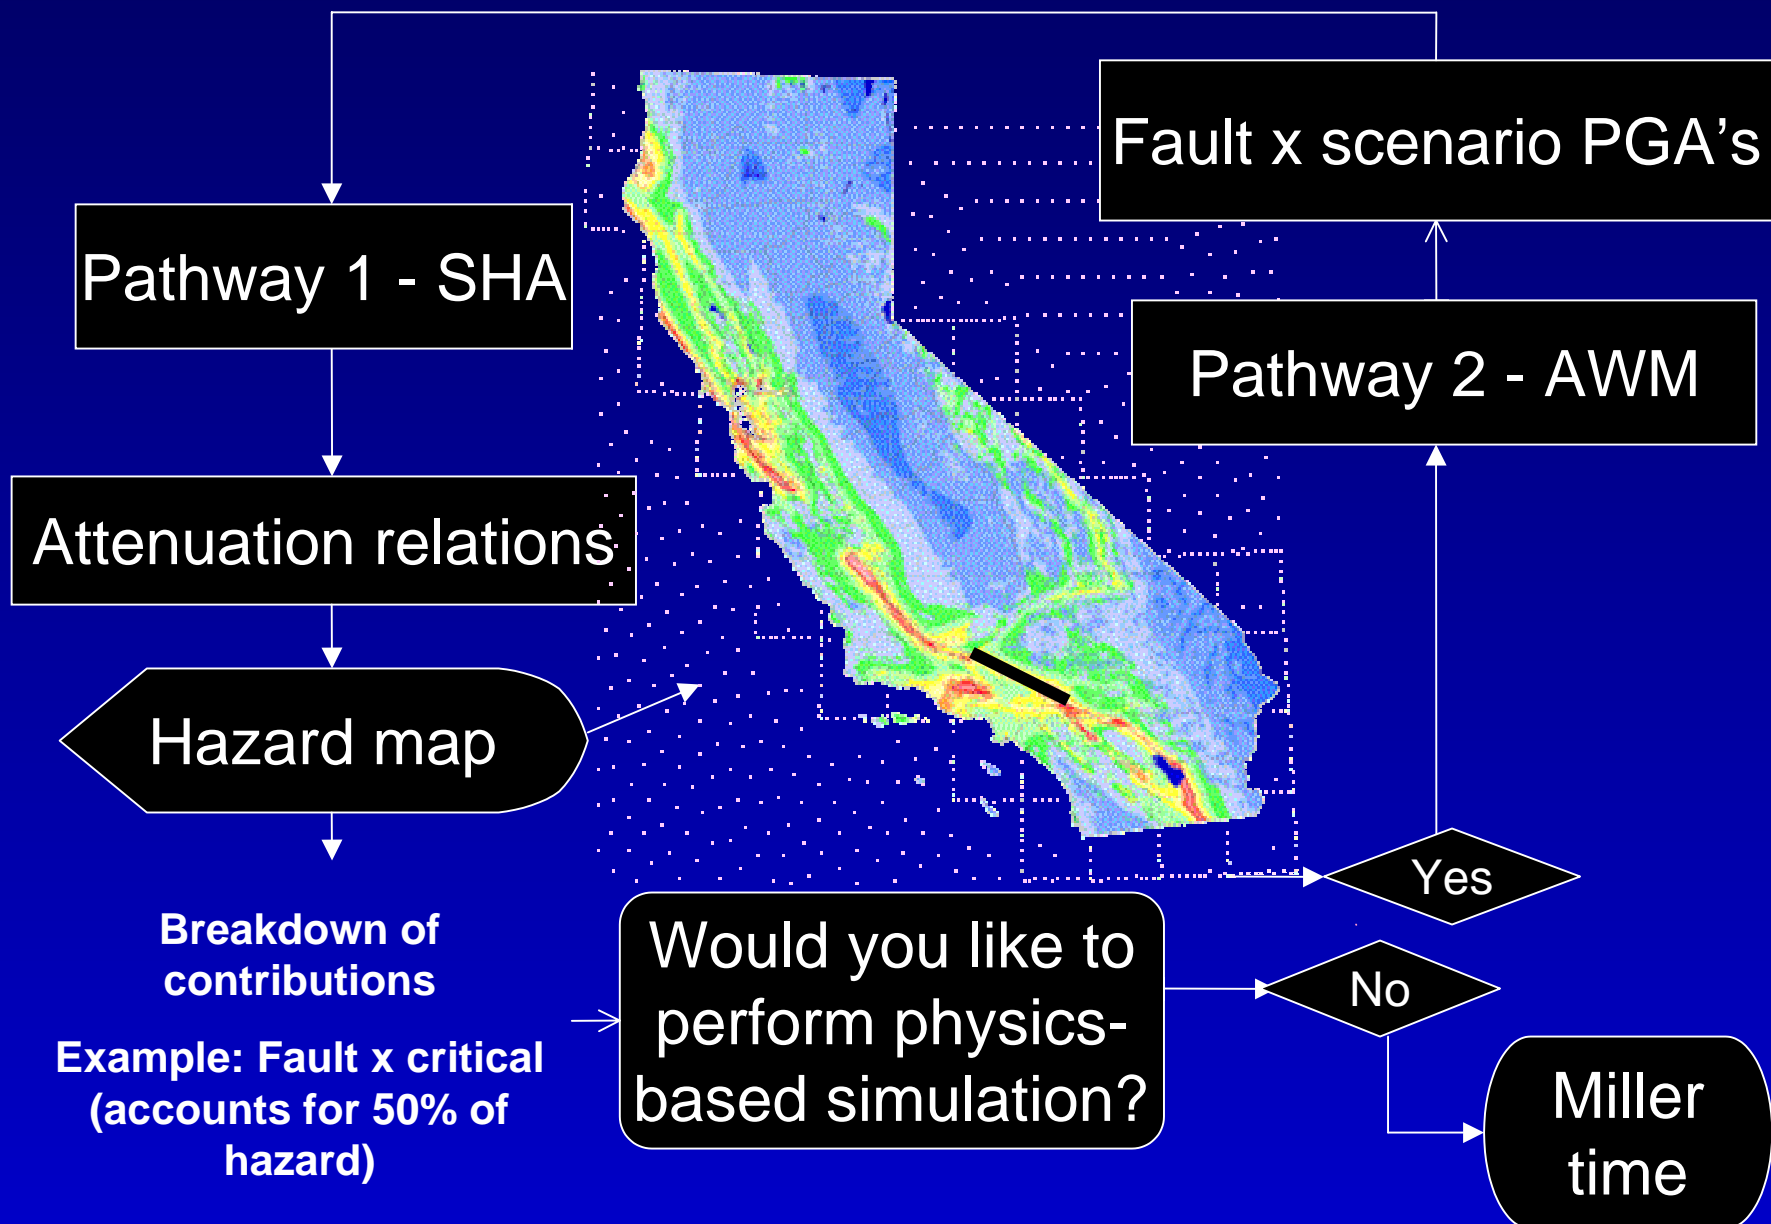 Fault x scenario PGA's
Pathway 1 - SHA
Pathway 2 - AWM
Attenuation relations
Hazard map
Breakdown of
contributions
Example: Fault x critical
(accounts for 50% of
hazard)
Would you like to
perform physics-
based simulation?
Yes
No
Miller
time